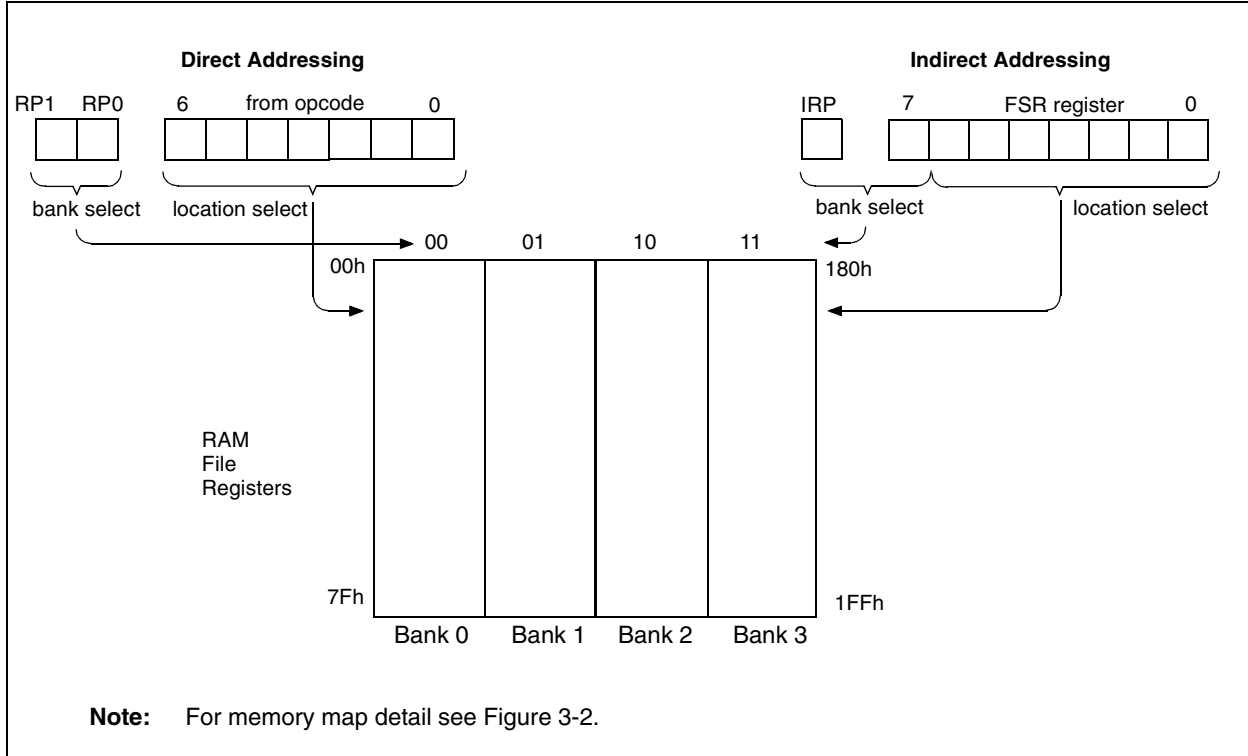 Direct Addressing
Indirect Addressing
RP1 RP0 6 from opcode 0
IRP 7 FSR register 0
bank select location select
bank select location select
00 01 10 11
00h 180h
RAM
File
Registers
7Fh 1FFh
Bank 0 Bank 1 Bank 2 Bank 3
Note: For memory map detail see Figure 3-2.